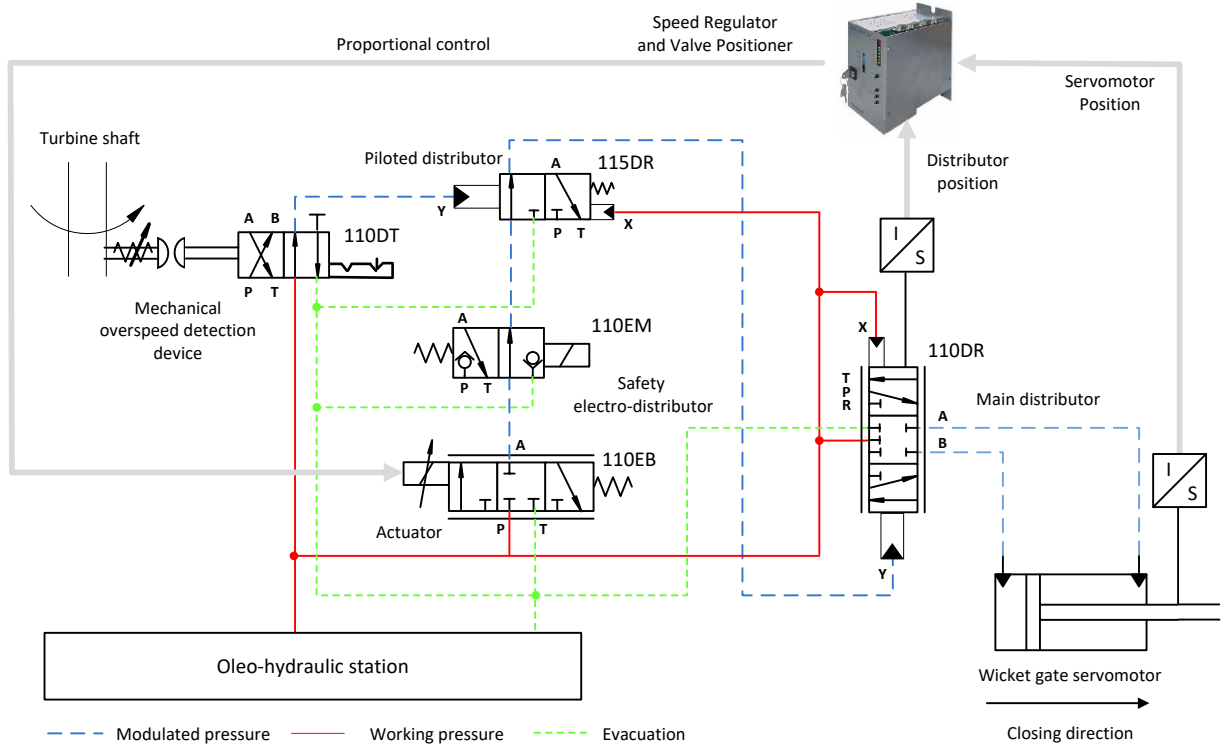 Speed Regulator
and Valve Positioner
Proportional control
Servomotor
Position
Turbine shaft
Piloted distributor
A
115DR
Distributor
position
Y
P T
X
A B
110DT
P T
I
S
Mechanical
overspeed detection
device
A
110EM
P T
X
110DR
Safety
electro-distributor
T
P
R
A
B
Main distributor
A
110EB
I
S
Actuator
P T
Y
Oleo-hydraulic station
Wicket gate servomotor
Closing direction
Modulated pressure
Working pressure
Evacuation